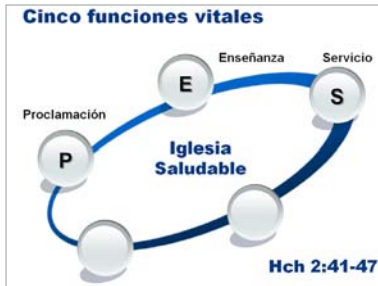 Cinco funciones vitales
Enseñanza
Servicio
E
S
Proclamación
P
Iglesia
Saludable
Hch 2:41-47